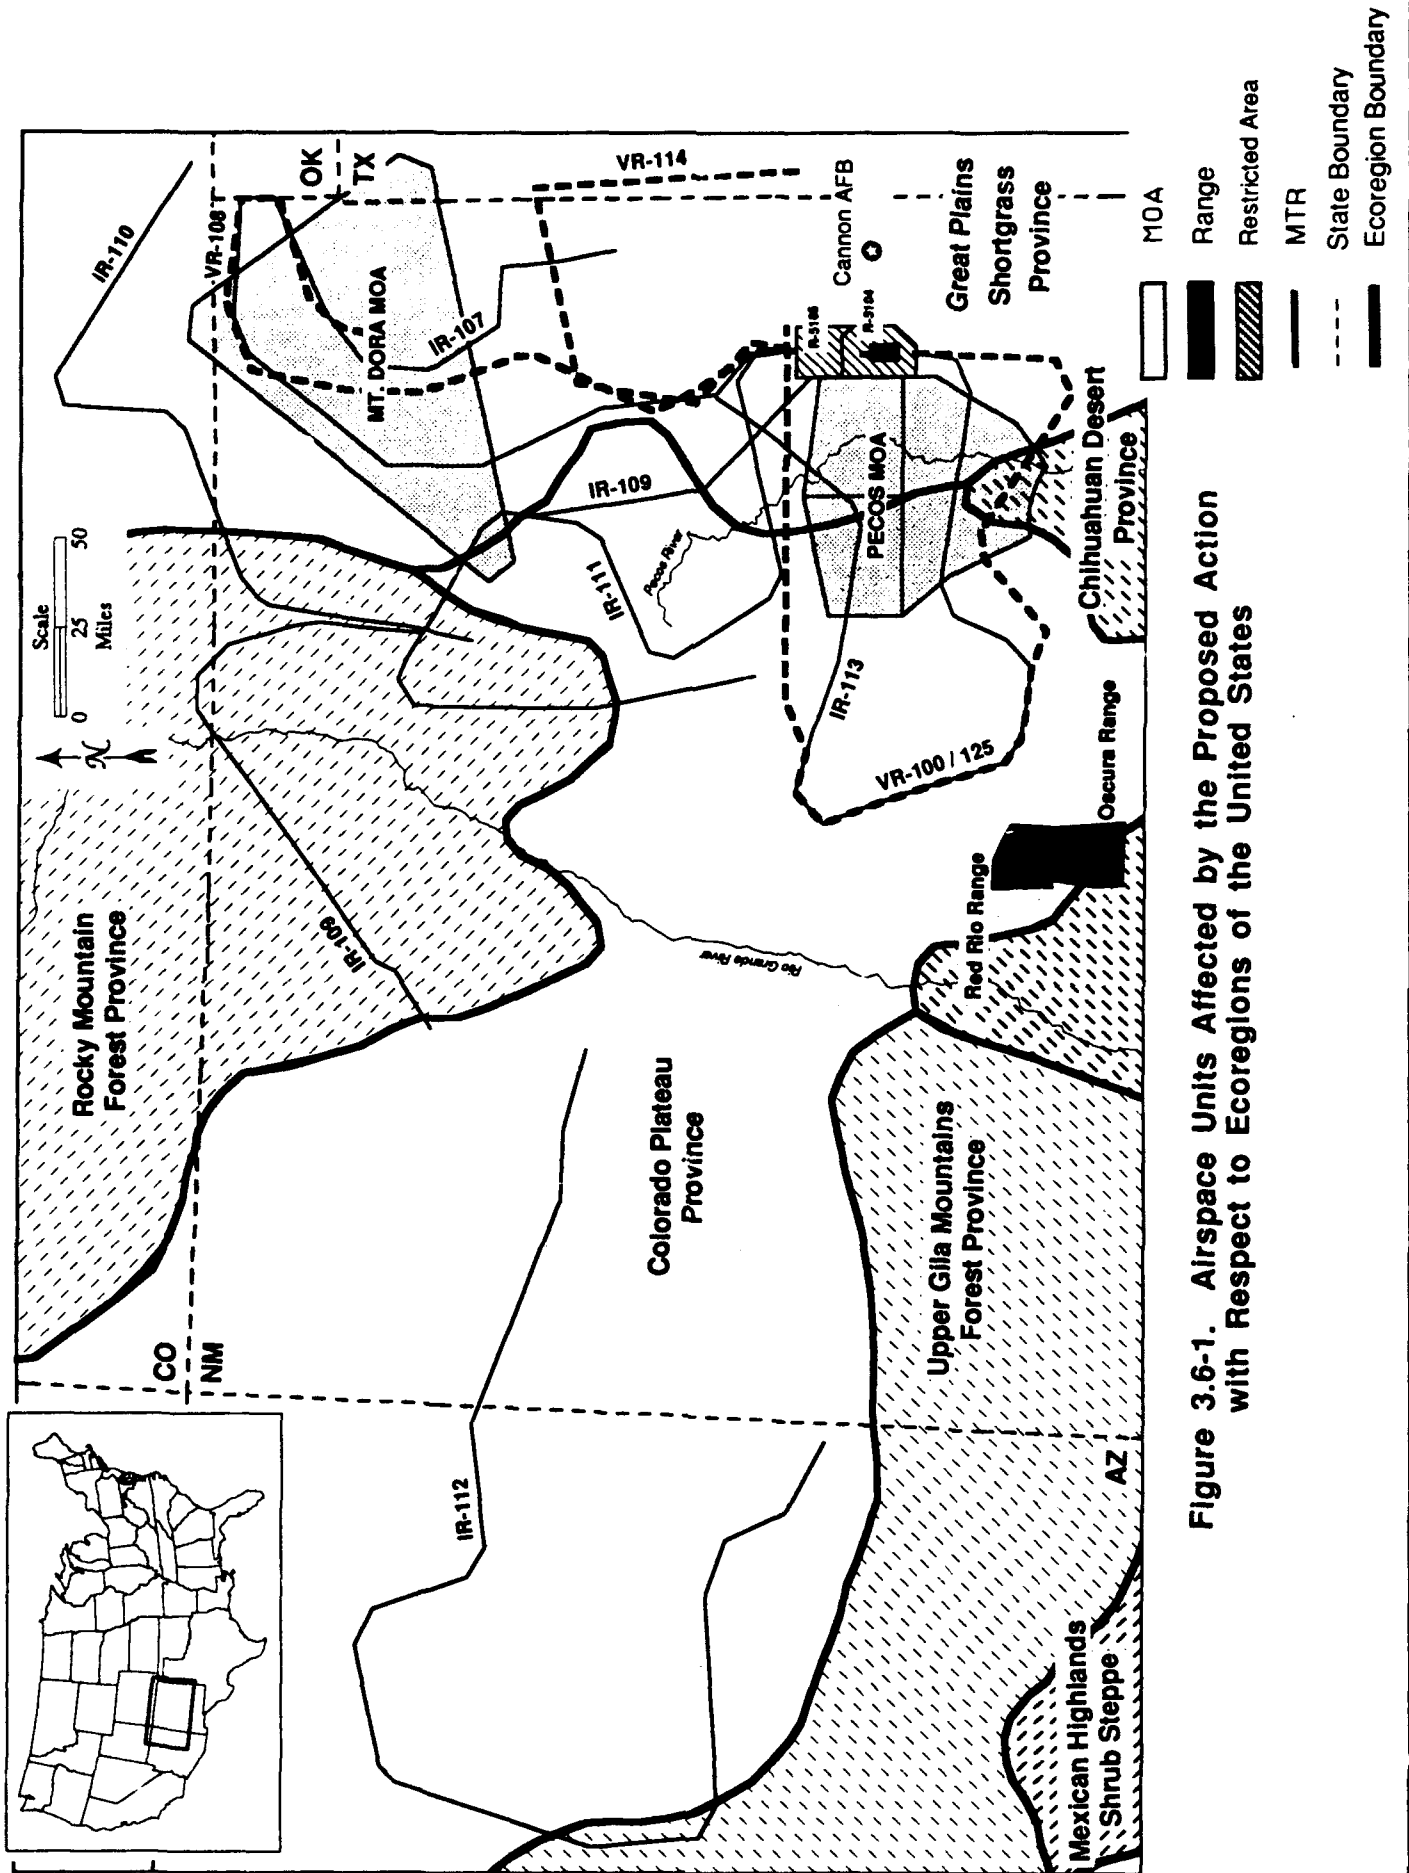 Scale
0 25 50
Miles
N
Rocky Mountain
Forest Province
CO
NM
OK
TX
AZ
IR-110
VR-108
MT. DORA MOA
IR-107
VR-114
IR-109
IR-109
IR-111
Pecos River
IR-112
Colorado Plateau
Province
Rio Grande River
IR-113
VR-100 / 125
PECOS MOA
R-5104
Cannon AFB
Great Plains
Shortgrass
Province
Chihuahuan Desert
Province
Oscura Range
Red Rio Range
Upper Gila Mountains
Forest Province
Mexican Highlands
Shrub Steppe
MOA
Range
Restricted Area
MTR
State Boundary
Ecoregion Boundary
Figure 3.6-1. Airspace Units Affected by the Proposed Action
with Respect to Ecoregions of the United States